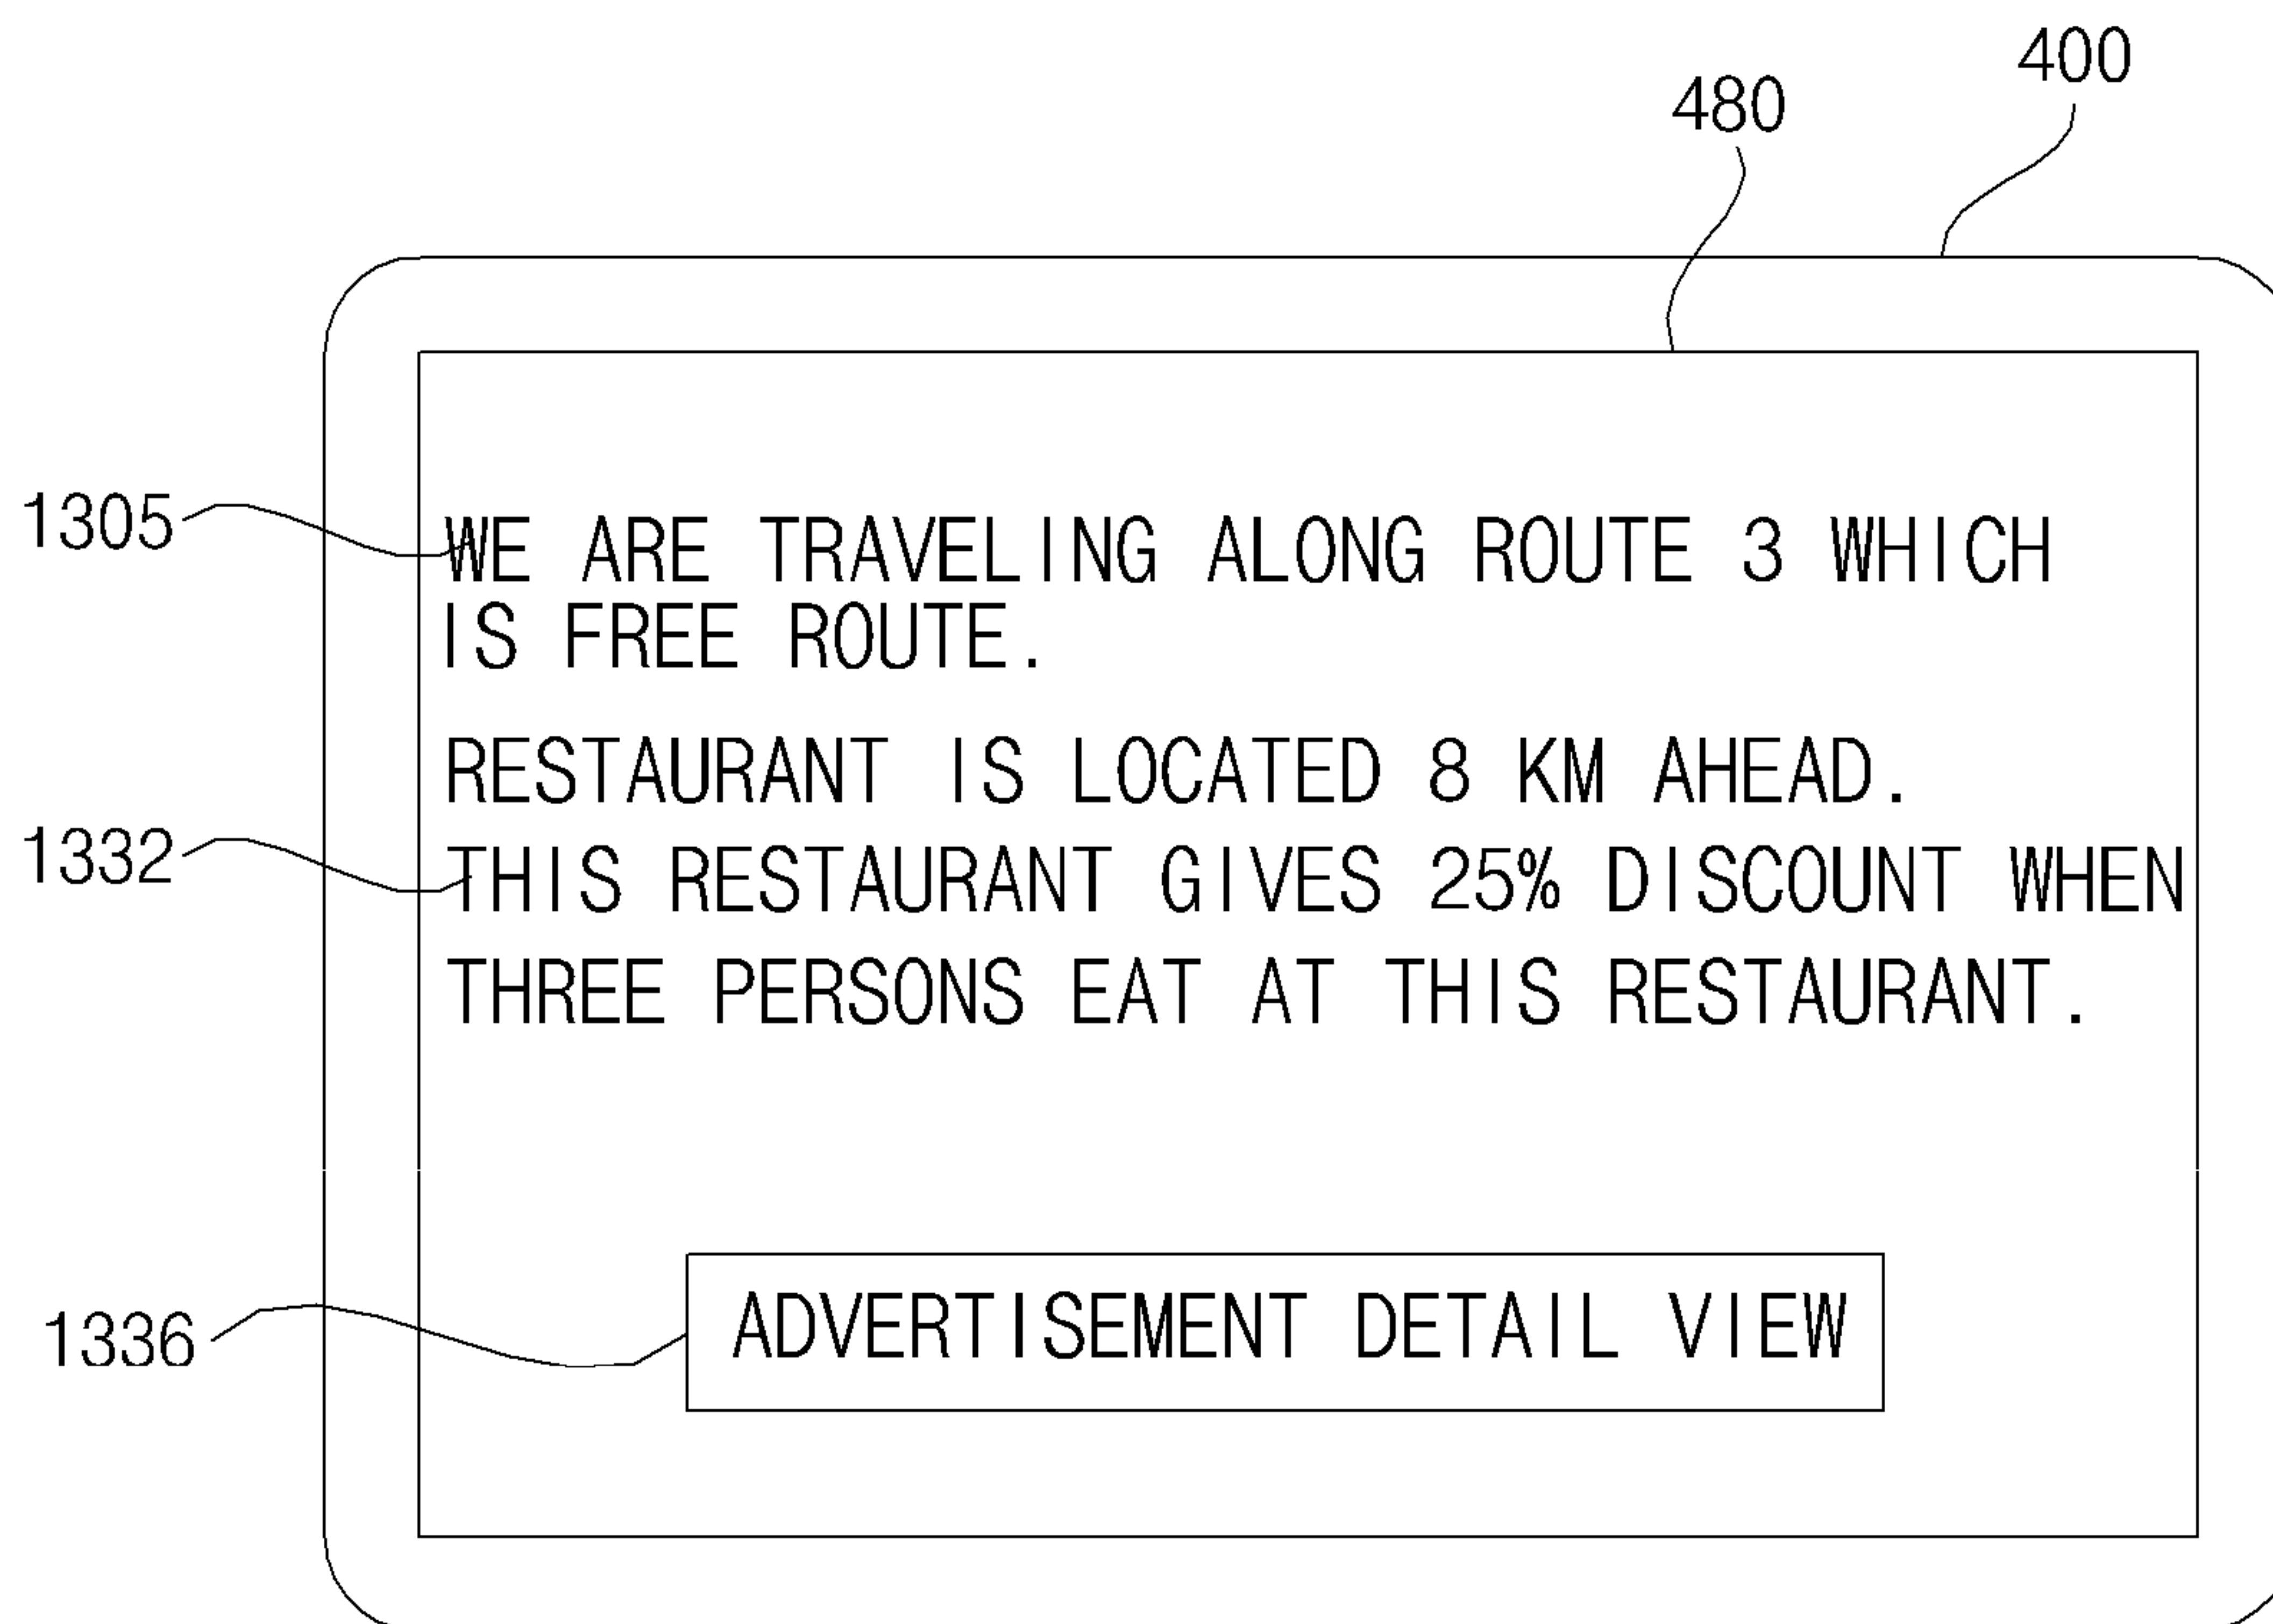 400
480
1305
WE ARE TRAVELING ALONG ROUTE 3 WHICH
IS FREE ROUTE.
RESTAURANT IS LOCATED 8 KM AHEAD.
1332
THIS RESTAURANT GIVES 25% DISCOUNT WHEN
THREE PERSONS EAT AT THIS RESTAURANT.
1336
ADVERTISEMENT DETAIL VIEW